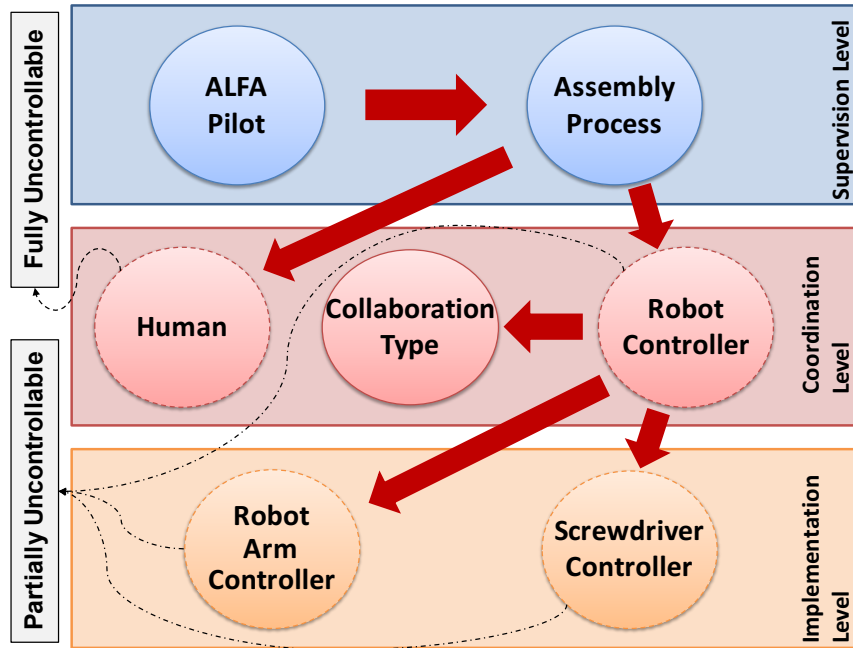 Fully Uncontrollable
ALFA
Pilot
Assembly
Process
Supervision Level
Human
Collaboration
Type
Robot
Controller
Coordination
Level
Partially Uncontrollable
Robot
Arm
Controller
Screwdriver
Controller
Implementation
Level